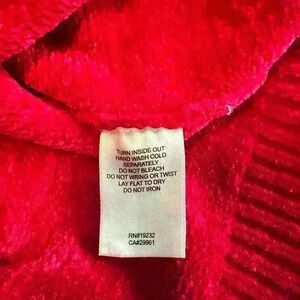 TURN INSIDE OUT
HAND WASH COLD
SEPARATELY
DO NOT BLEACH
DO NOT WRING OR TWIST
LAY FLAT TO DRY
DO NOT IRON
RN#19232
CA#29961